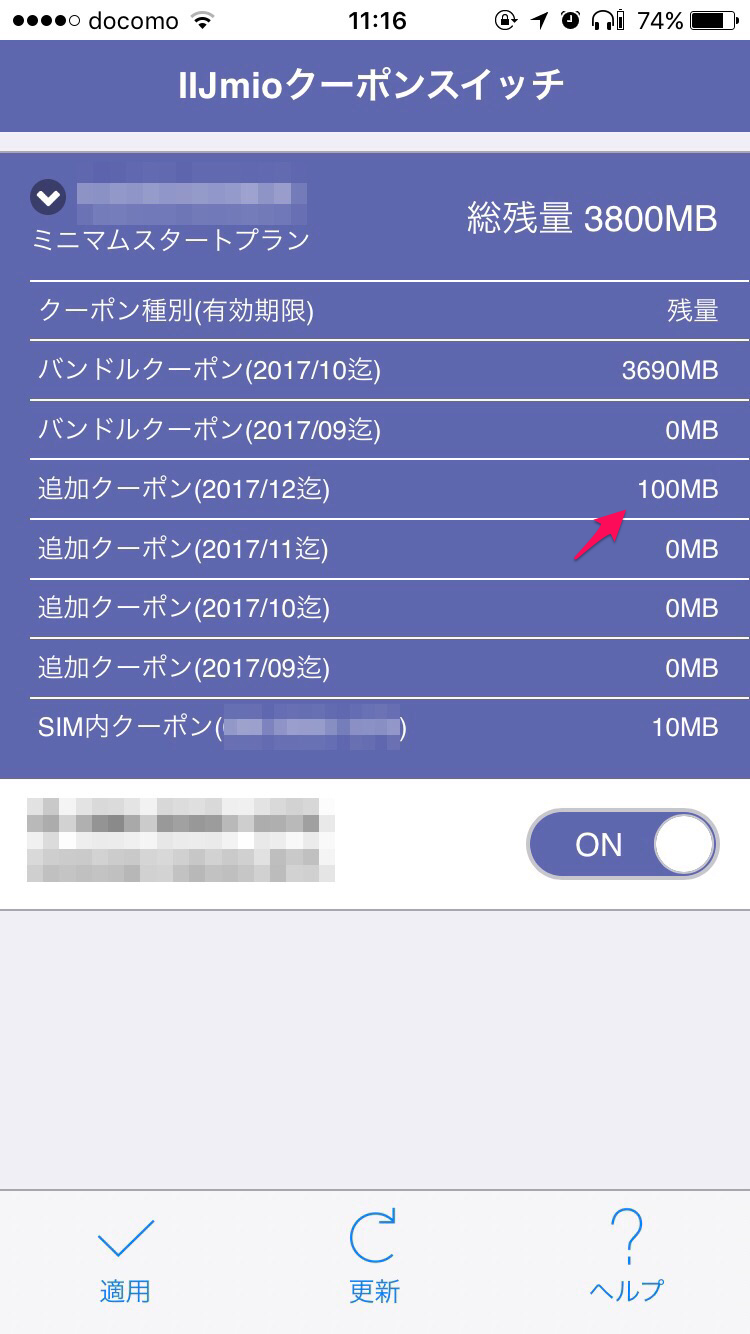 docomo 11:16 74%
IIJmioクーポンスイッチ
ミニマムスタートプラン 総残量 3800MB
クーポン種別(有効期限) 残量
バンドルクーポン(2017/10迄) 3690MB
バンドルクーポン(2017/09迄) 0MB
追加クーポン(2017/12迄) 100MB
追加クーポン(2017/11迄) 0MB
追加クーポン(2017/10迄) 0MB
追加クーポン(2017/09迄) 0MB
SIM内クーポン( ) 10MB
ON
適用 更新 ヘルプ